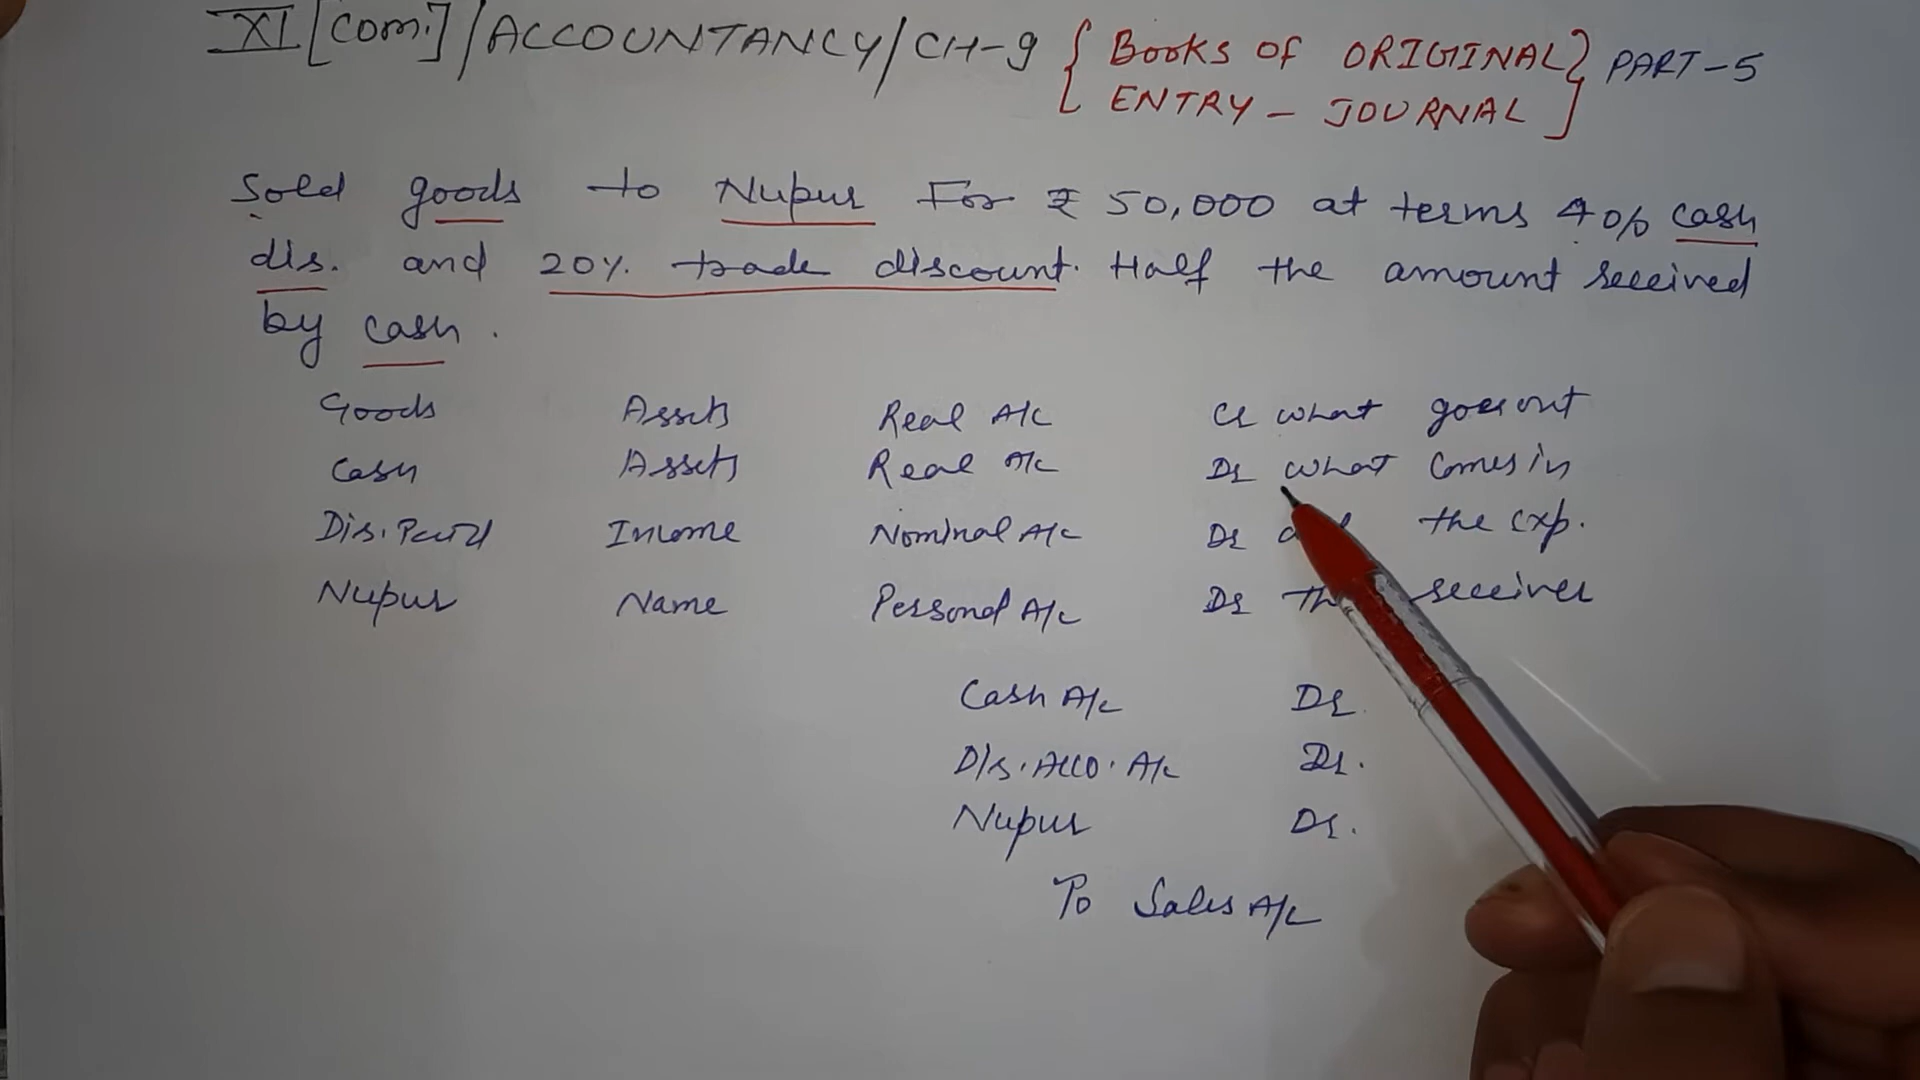 XI [Com.] / ACCOUNTANCY / CH-9 { BOOKS OF ORIGINAL ENTRY - JOURNAL } PART-5
Sold goods to Nupur For ₹ 50,000 at terms 4% cash
dis. and 20% trade discount. Half the amount received
by cash.
Goods Assets Real A/c Cr what goes out
Cash Assets Real A/c Dr what comes in
Dis. Income Nominal A/c Dr the exp.
Nupur Name Personal A/c Dr receiver
Cash A/c Dr.
Dis. Allo. A/c Dr.
Nupur Dr.
To Sales A/c